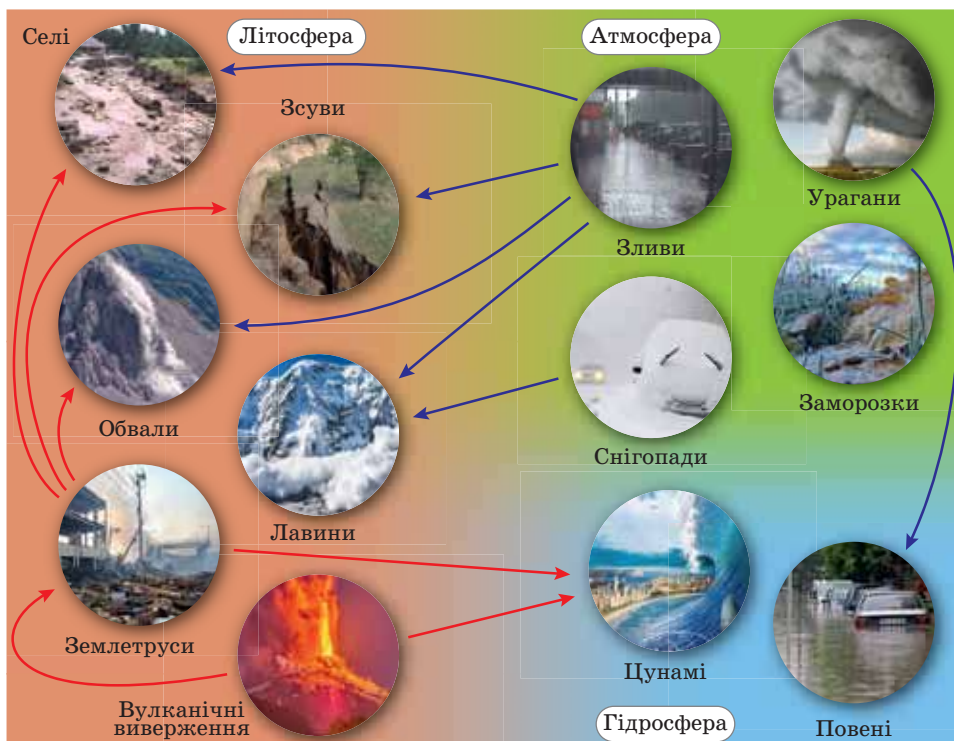 Селі
Літосфера
Атмосфера
Зсуви
Урагани
Зливи
Обвали
Заморозки
Снігопади
Лавини
Землетруси
Цунамі
Вулканічні
виверження
Гідросфера
Повені